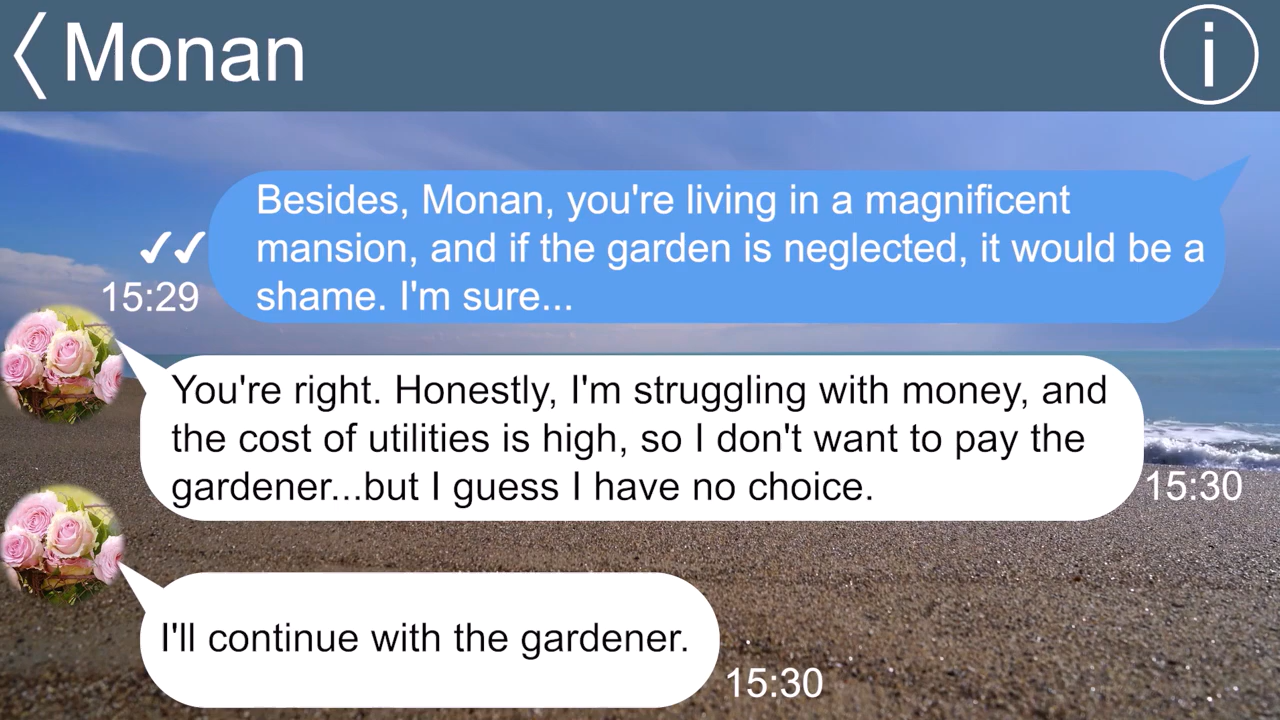 Monan
i
Besides, Monan, you're living in a magnificent
mansion, and if the garden is neglected, it would be a
shame. I'm sure...
15:29
You're right. Honestly, I'm struggling with money, and
the cost of utilities is high, so I don't want to pay the
gardener...but I guess I have no choice.
15:30
I'll continue with the gardener.
15:30